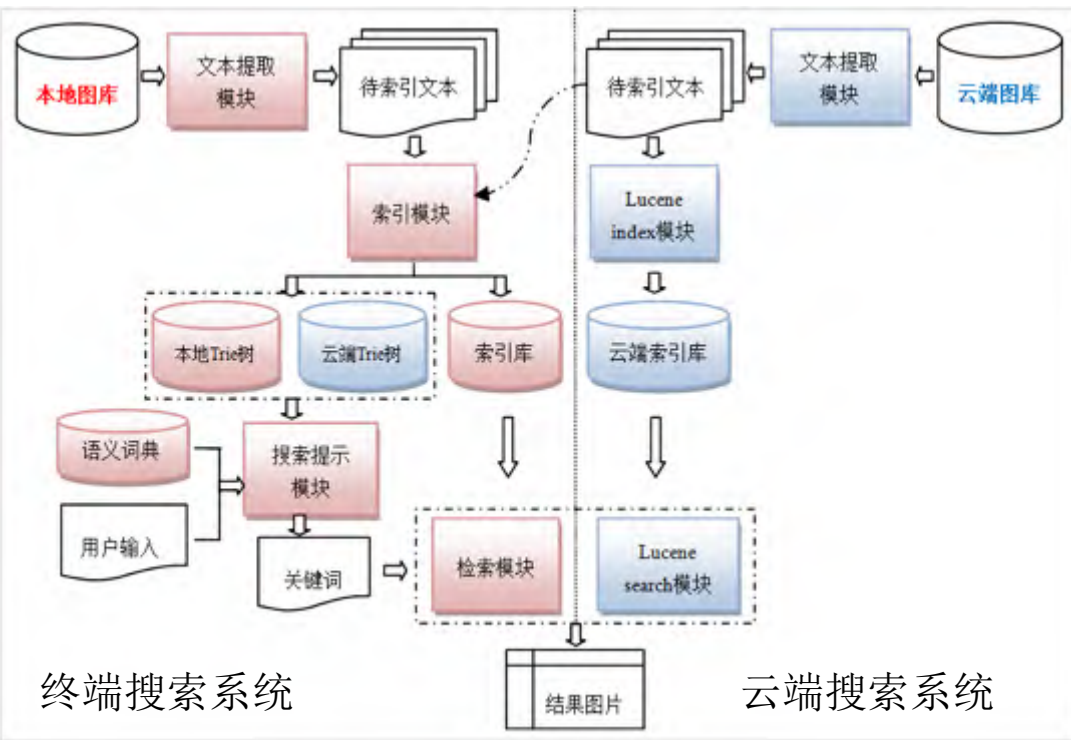 本地图库
文本提取
模块
待索引文本
待索引文本
文本提取
模块
云端图库
索引模块
Lucene
index模块
本地Trie树
云端Trie树
索引库
云端索引库
语义词典
搜索提示
模块
用户输入
关键词
检索模块
Lucene
search模块
终端搜索系统
结果图片
云端搜索系统